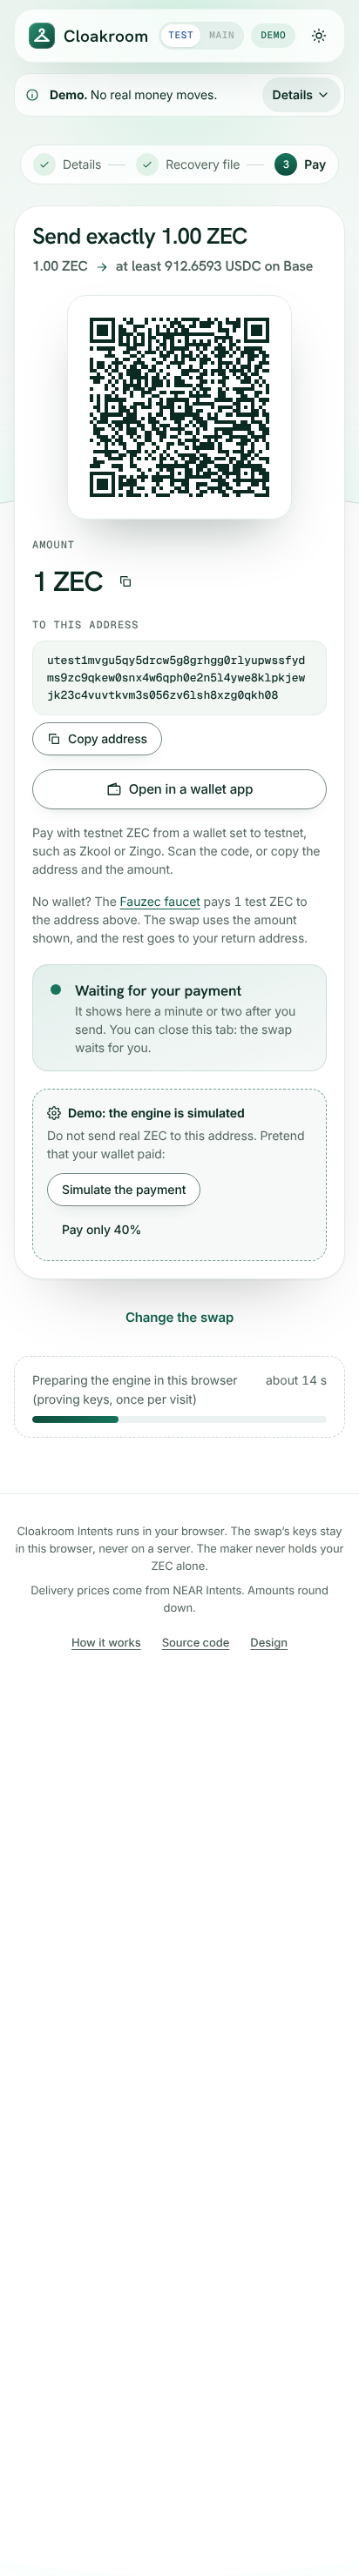 Cloakroom
TEST MAIN
DEMO
Demo. No real money moves.
Details
Details
Recovery file
3 Pay
Send exactly 1.00 ZEC
1.00 ZEC → at least 912.6593 USDC on Base
AMOUNT
1 ZEC
TO THIS ADDRESS
utest1mvgu5qy5drcw5g8grhgg0rlyupwssfyd
ms9zc9qkew0snx4w6qph0e2n5l4ywe8klpkjew
jk23c4vuvtkvm3s056zv6lsh8xzg0qkh08
Copy address
Open in a wallet app
Pay with testnet ZEC from a wallet set to testnet,
such as Zkool or Zingo. Scan the code, or copy the
address and the amount.
No wallet? The Fauzec faucet pays 1 test ZEC to
the address above. The swap uses the amount
shown, and the rest goes to your return address.
Waiting for your payment
It shows here a minute or two after you
send. You can close this tab: the swap
waits for you.
Demo: the engine is simulated
Do not send real ZEC to this address. Pretend
that your wallet paid:
Simulate the payment
Pay only 40%
Change the swap
Preparing the engine in this browser
(proving keys, once per visit)
about 14 s
Cloakroom Intents runs in your browser. The swap's keys stay
in this browser, never on a server. The maker never holds your
ZEC alone.
Delivery prices come from NEAR Intents. Amounts round
down.
How it works
Source code
Design